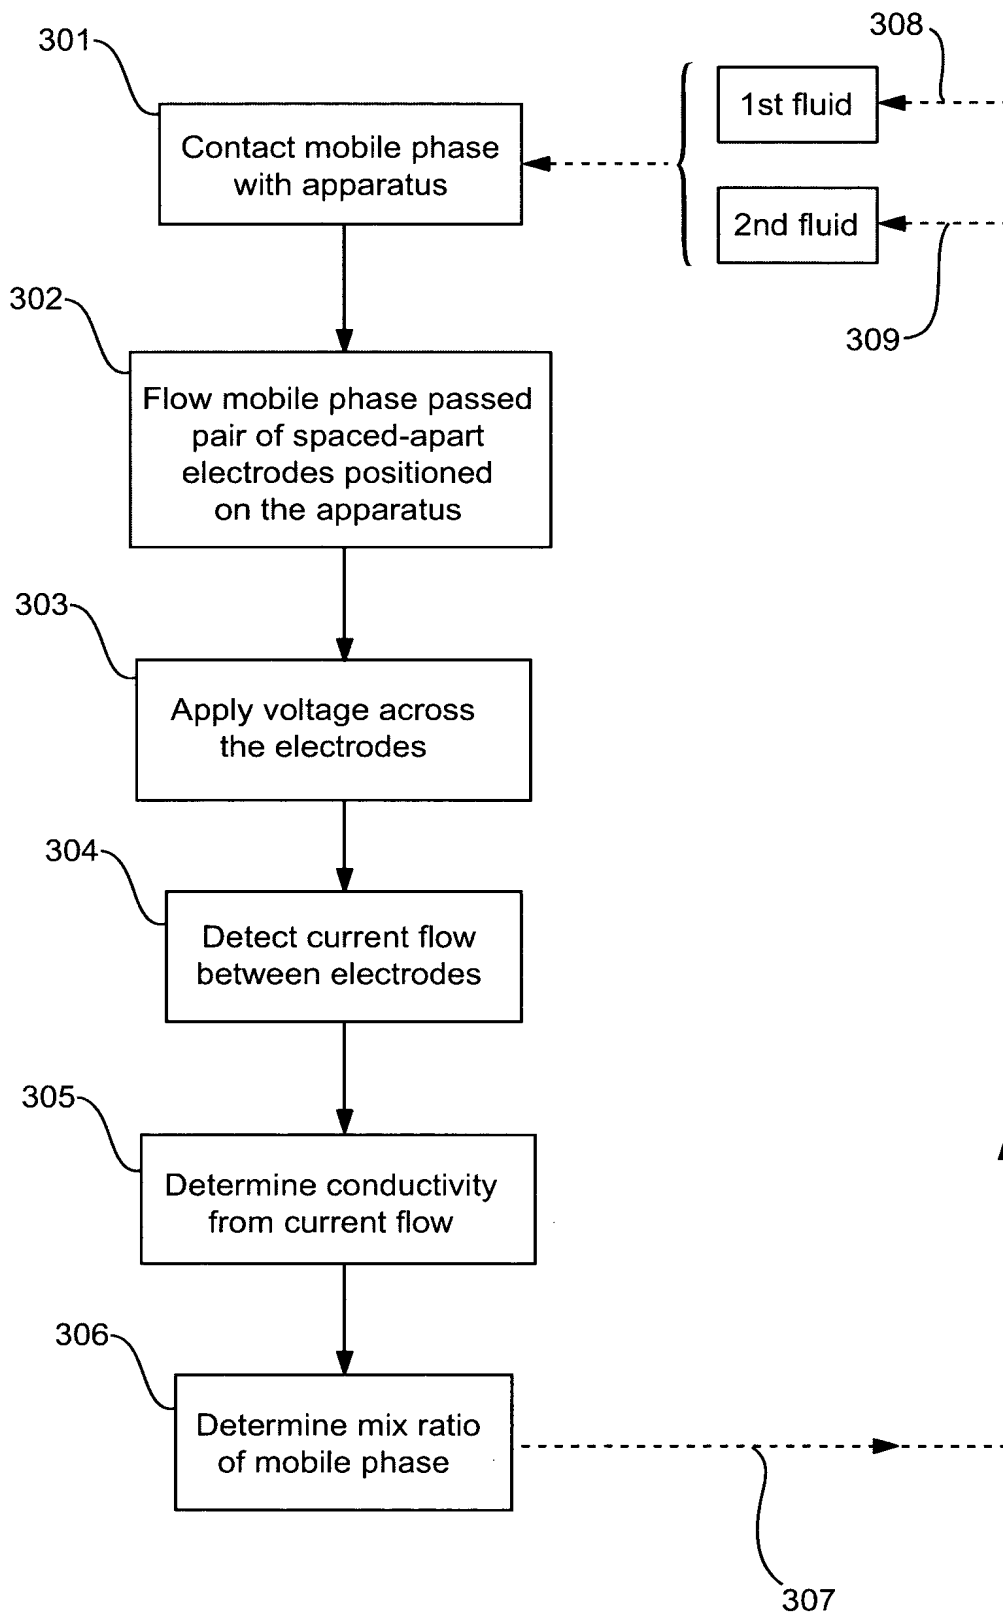 301
308
1st fluid
Contact mobile phase
with apparatus
2nd fluid
309
302
Flow mobile phase passed
pair of spaced-apart
electrodes positioned
on the apparatus
303
Apply voltage across
the electrodes
304
Detect current flow
between electrodes
305
Determine conductivity
from current flow
306
Determine mix ratio
of mobile phase
307